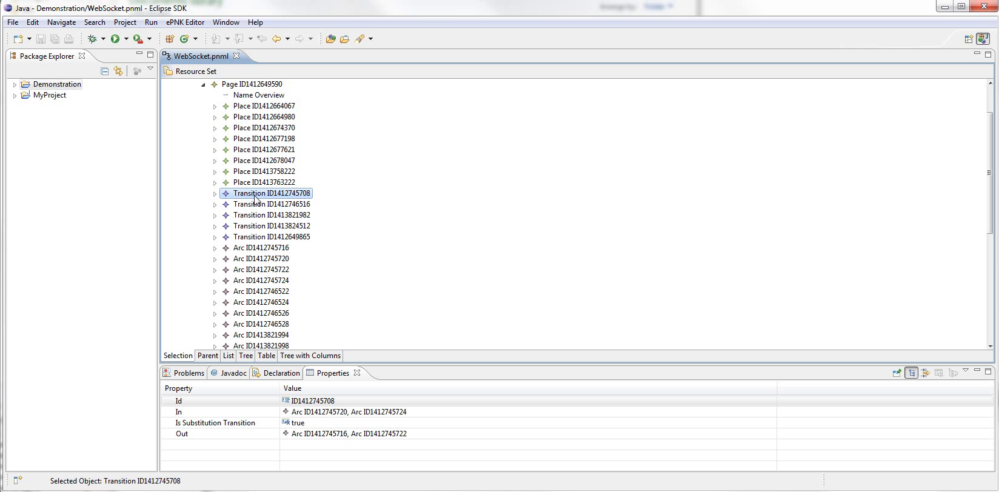 Java - Demonstration/WebSocket.pnml - Eclipse SDK
File Edit Navigate Search Project Run ePNK Editor Window Help
Package Explorer
WebSocket.pnml
Resource Set
Demonstration
MyProject
Page ID1412649590
Name Overview
Place ID1412664067
Place ID1412664980
Place ID1412674370
Place ID1412677198
Place ID1412677621
Place ID1412678047
Place ID1413758222
Place ID1413763222
Transition ID1412745708
Transition ID1412746516
Transition ID1413821982
Transition ID1413824512
Transition ID1412649865
Arc ID1412745716
Arc ID1412745720
Arc ID1412745722
Arc ID1412745724
Arc ID1412746522
Arc ID1412746524
Arc ID1412746526
Arc ID1412746528
Arc ID1413821994
Arc ID1413821998
Selection Parent List Tree Table Tree with Columns
Problems Javadoc Declaration Properties
Property Value
Id ID1412745708
In Arc ID1412745720, Arc ID1412745724
Is Substitution Transition true
Out Arc ID1412745716, Arc ID1412745722
Selected Object: Transition ID1412745708